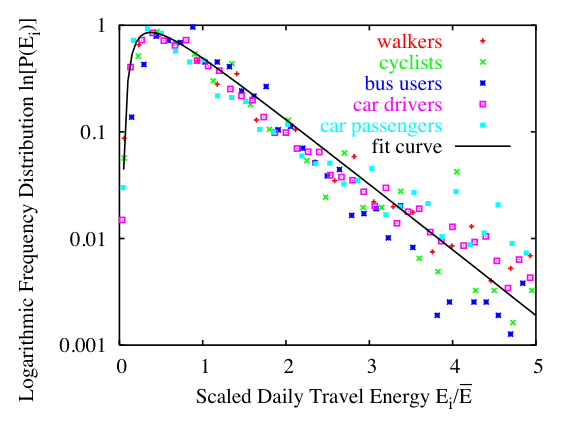 Logarithmic Frequency Distribution ln[P(Eᵢ)]
1
0.1
0.01
0.001
walkers
cyclists
bus users
car drivers
car passengers
fit curve
0 1 2 3 4 5
Scaled Daily Travel Energy Eᵢ/E̅